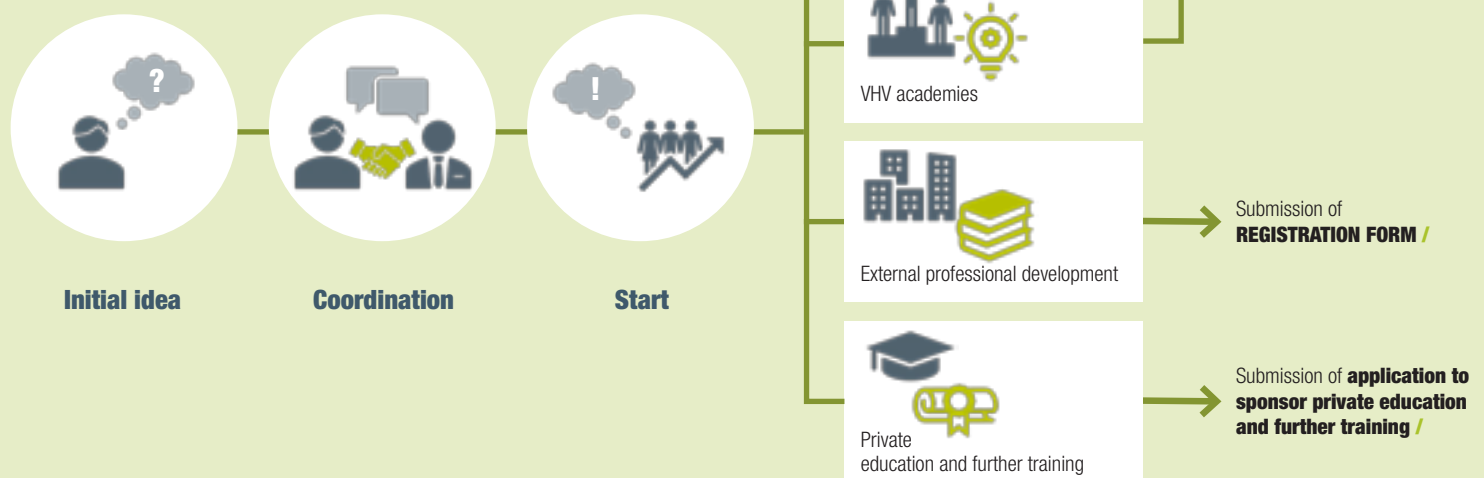 ?
!
Initial idea
Coordination
Start
VHV academies
External professional development
Submission of
REGISTRATION FORM /
Private
education and further training
Submission of application to
sponsor private education
and further training /